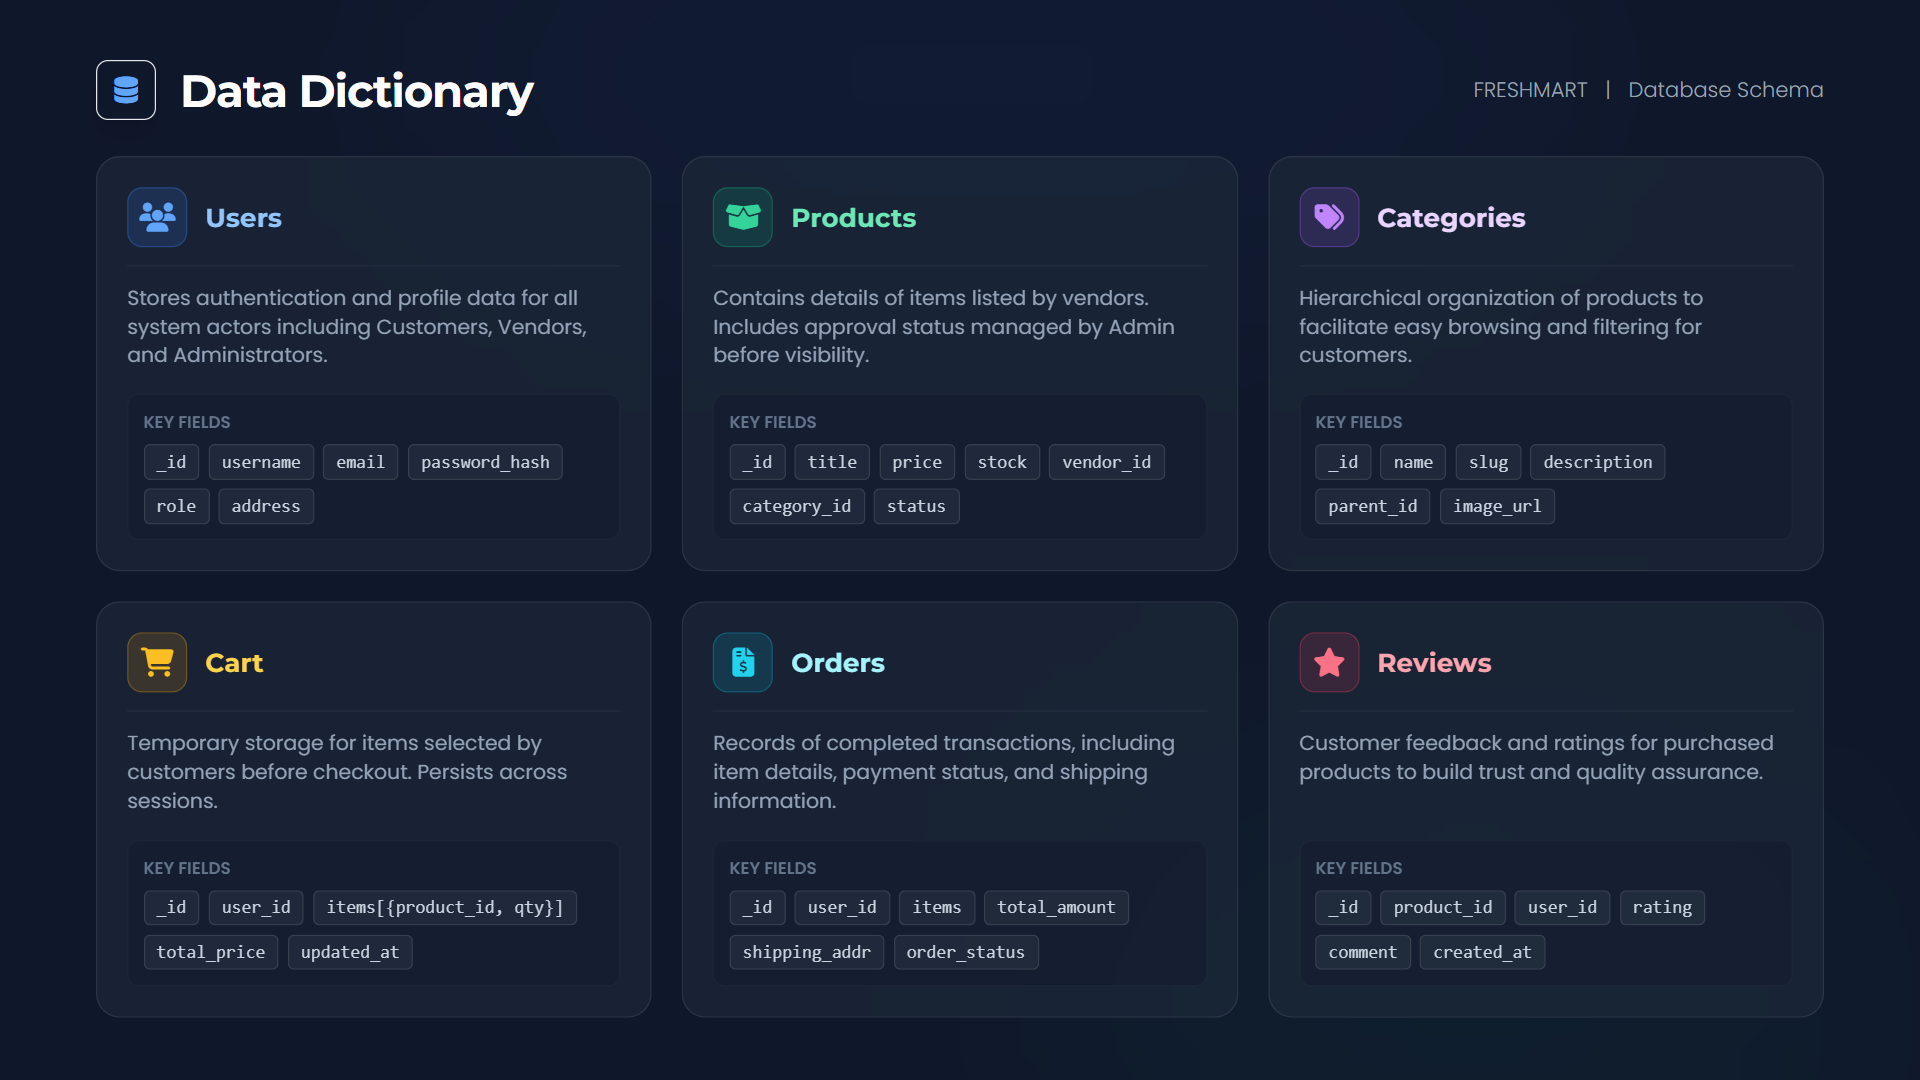 Data Dictionary
FRESHMART | Database Schema
Users
Stores authentication and profile data for all
system actors including Customers, Vendors,
and Administrators.
KEY FIELDS
_id username email password_hash
role address
Products
Contains details of items listed by vendors.
Includes approval status managed by Admin
before visibility.
KEY FIELDS
_id title price stock vendor_id
category_id status
Categories
Hierarchical organization of products to
facilitate easy browsing and filtering for
customers.
KEY FIELDS
_id name slug description
parent_id image_url
Cart
Temporary storage for items selected by
customers before checkout. Persists across
sessions.
KEY FIELDS
_id user_id items[{product_id, qty}]
total_price updated_at
Orders
Records of completed transactions, including
item details, payment status, and shipping
information.
KEY FIELDS
_id user_id items total_amount
shipping_addr order_status
Reviews
Customer feedback and ratings for purchased
products to build trust and quality assurance.
KEY FIELDS
_id product_id user_id rating
comment created_at